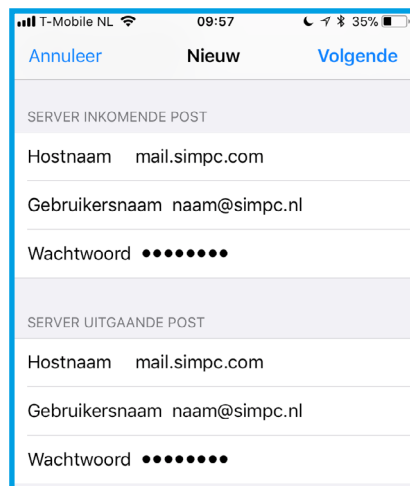 T-Mobile NL 09:57 35%
Annuleer Nieuw Volgende
SERVER INKOMENDE POST
Hostnaam mail.simpc.com
Gebruikersnaam naam@simpc.nl
Wachtwoord ●●●●●●●●
SERVER UITGAANDE POST
Hostnaam mail.simpc.com
Gebruikersnaam naam@simpc.nl
Wachtwoord ●●●●●●●●